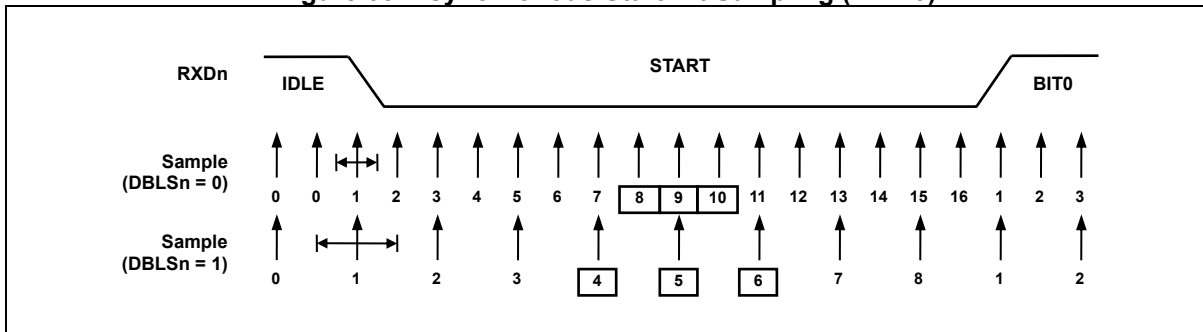 RXDn
IDLE
START
BIT0
Sample
(DBLSn = 0)
0 0 1 2 3 4 5 6 7 8 9 10 11 12 13 14 15 16 1 2 3
Sample
(DBLSn = 1)
0 1 2 3 4 5 6 7 8 1 2